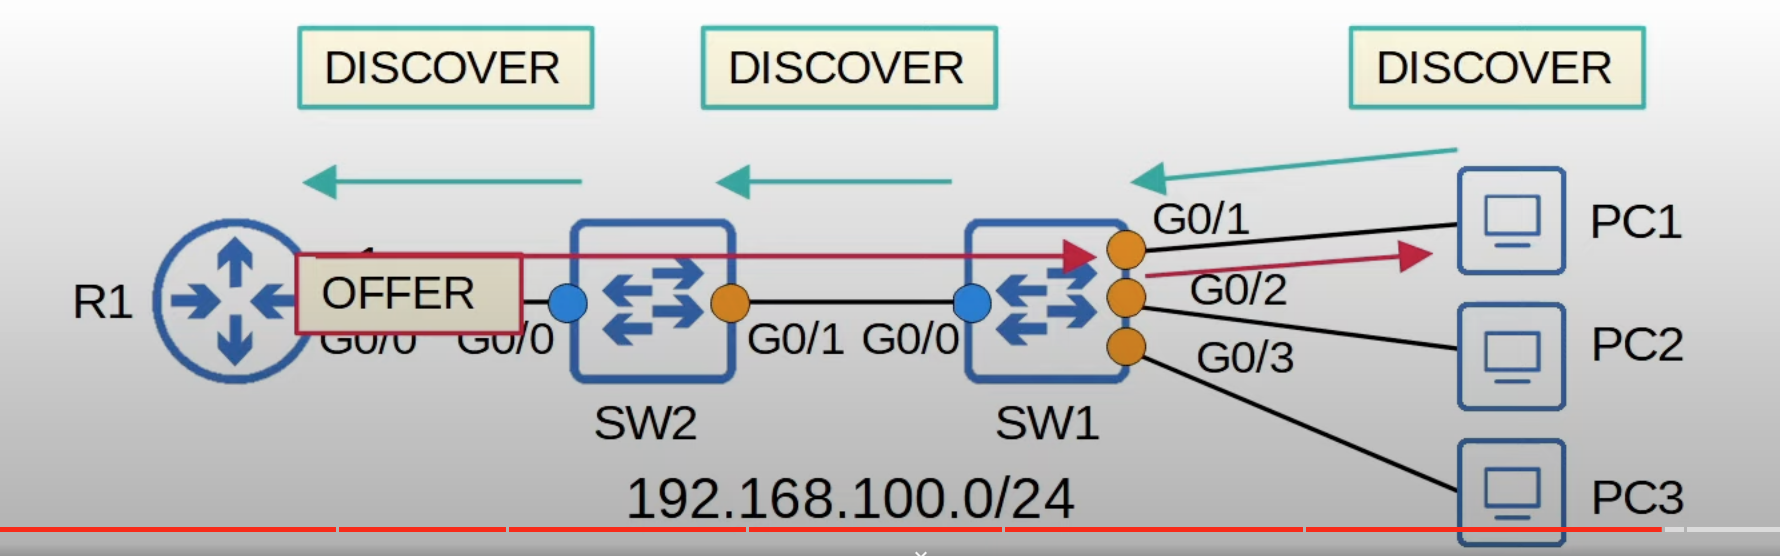 DISCOVER DISCOVER DISCOVER
G0/1
PC1
R1 OFFER G0/2
G0/0 G0/0 G0/1 G0/0 G0/3 PC2
SW2 SW1
192.168.100.0/24 PC3